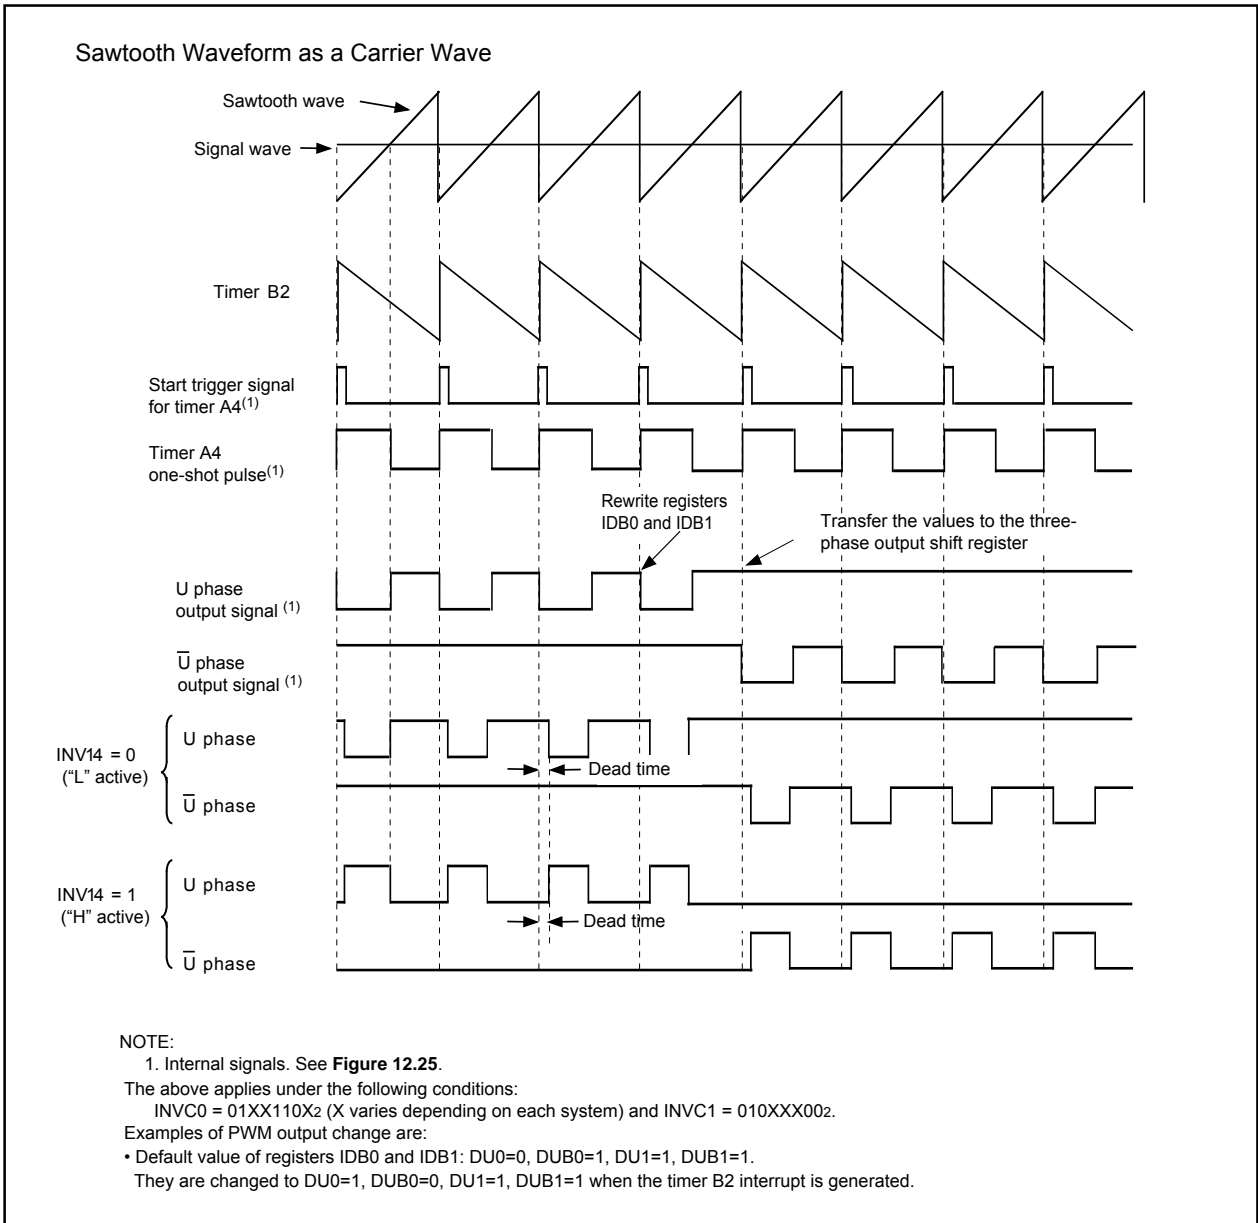 Sawtooth Waveform as a Carrier Wave
Sawtooth wave
Signal wave
Timer B2
Start trigger signal
for timer A4(1)
Timer A4
one-shot pulse(1)
Rewrite registers
IDB0 and IDB1
Transfer the values to the three-
phase output shift register
U phase
output signal (1)
U̅ phase
output signal (1)
INV14 = 0
("L" active)
U phase
Dead time
U̅ phase
INV14 = 1
("H" active)
U phase
Dead time
U̅ phase
NOTE:
1. Internal signals. See Figure 12.25.
The above applies under the following conditions:
INVC0 = 01XX110X2 (X varies depending on each system) and INVC1 = 010XXX002.
Examples of PWM output change are:
• Default value of registers IDB0 and IDB1: DU0=0, DUB0=1, DU1=1, DUB1=1.
They are changed to DU0=1, DUB0=0, DU1=1, DUB1=1 when the timer B2 interrupt is generated.